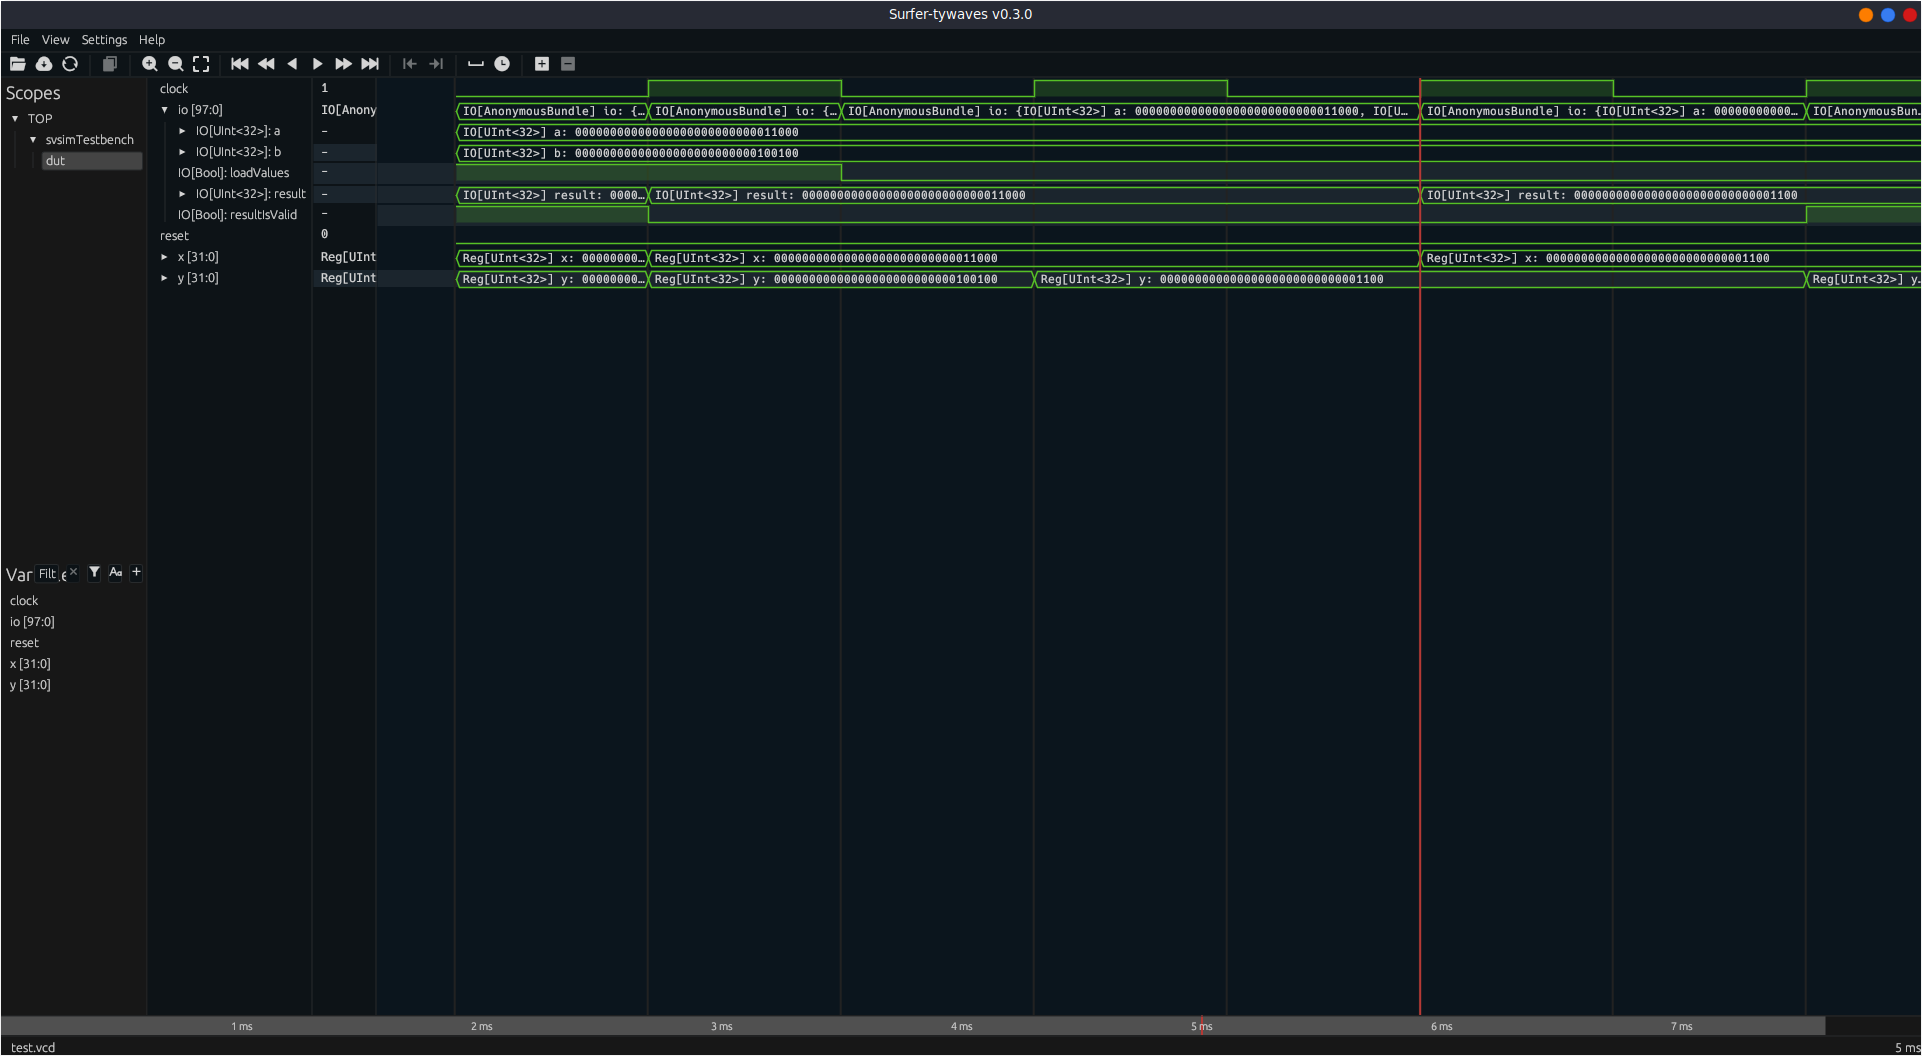 Surfer-tywaves v0.3.0
File View Settings Help
Scopes
TOP
svsimTestbench
dut
clock 1
io [97:0] IO[Anony IO[AnonymousBundle] io: {… IO[AnonymousBundle] io: {… IO[AnonymousBundle] io: {IO[UInt<32>] a: 00000000000000000000000000011000, IO[U… IO[AnonymousBundle] io: {IO[UInt<32>] a: 0000000000… IO[AnonymousBun…
IO[UInt<32>]: a – IO[UInt<32>] a: 00000000000000000000000000011000
IO[UInt<32>]: b – IO[UInt<32>] b: 00000000000000000000000000100100
IO[Bool]: loadValues –
IO[UInt<32>]: result – IO[UInt<32>] result: 0000… IO[UInt<32>] result: 00000000000000000000000000011000 IO[UInt<32>] result: 00000000000000000000000000001100
IO[Bool]: resultIsValid –
reset 0
x [31:0] Reg[UInt Reg[UInt<32>] x: 00000000… Reg[UInt<32>] x: 00000000000000000000000000011000 Reg[UInt<32>] x: 00000000000000000000000000001100
y [31:0] Reg[UInt Reg[UInt<32>] y: 00000000… Reg[UInt<32>] y: 00000000000000000000000000100100 Reg[UInt<32>] y: 00000000000000000000000000001100 Reg[UInt<32>] y…
Filt Aa +
clock
io [97:0]
reset
x [31:0]
y [31:0]
1 ms 2 ms 3 ms 4 ms 5 ms 6 ms 7 ms
test.vcd 5 ms